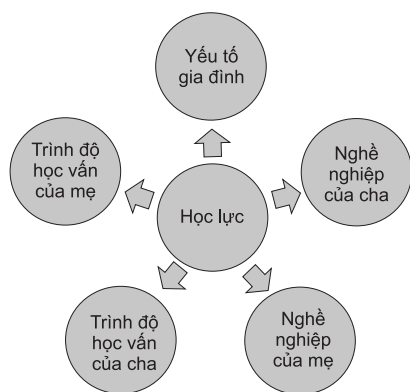 Yếu tố
gia đình
Trình độ
học vấn
của mẹ
Nghề
nghiệp
của cha
Học lực
Trình độ
học vấn
của cha
Nghề
nghiệp
của mẹ